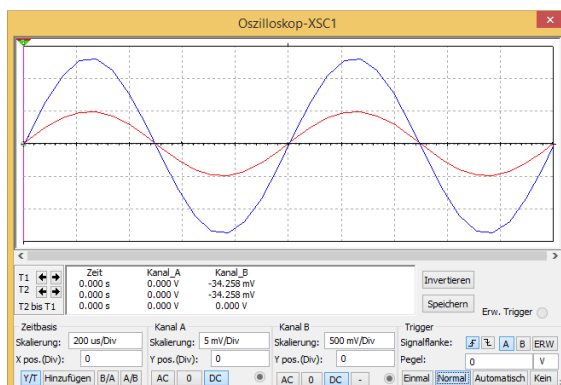 Oszilloskop-XSC1
T1
T2
T2 bis T1
Zeit Kanal_A Kanal_B
0.000 s 0.000 V -34.258 mV
0.000 s 0.000 V -34.258 mV
0.000 s 0.000 V 0.000 V
Invertieren
Speichern
Erw. Trigger
Zeitbasis
Skalierung: 200 us/Div
X pos.(Div): 0
Y/T Hinzufügen B/A A/B
Kanal A
Skalierung: 5 mV/Div
Y pos.(Div): 0
AC 0 DC
Kanal B
Skalierung: 500 mV/Div
Y pos.(Div): 0
AC 0 DC -
Trigger
Signalflanke: A B ERW
Pegel: 0 V
Einmal Normal Automatisch Kein